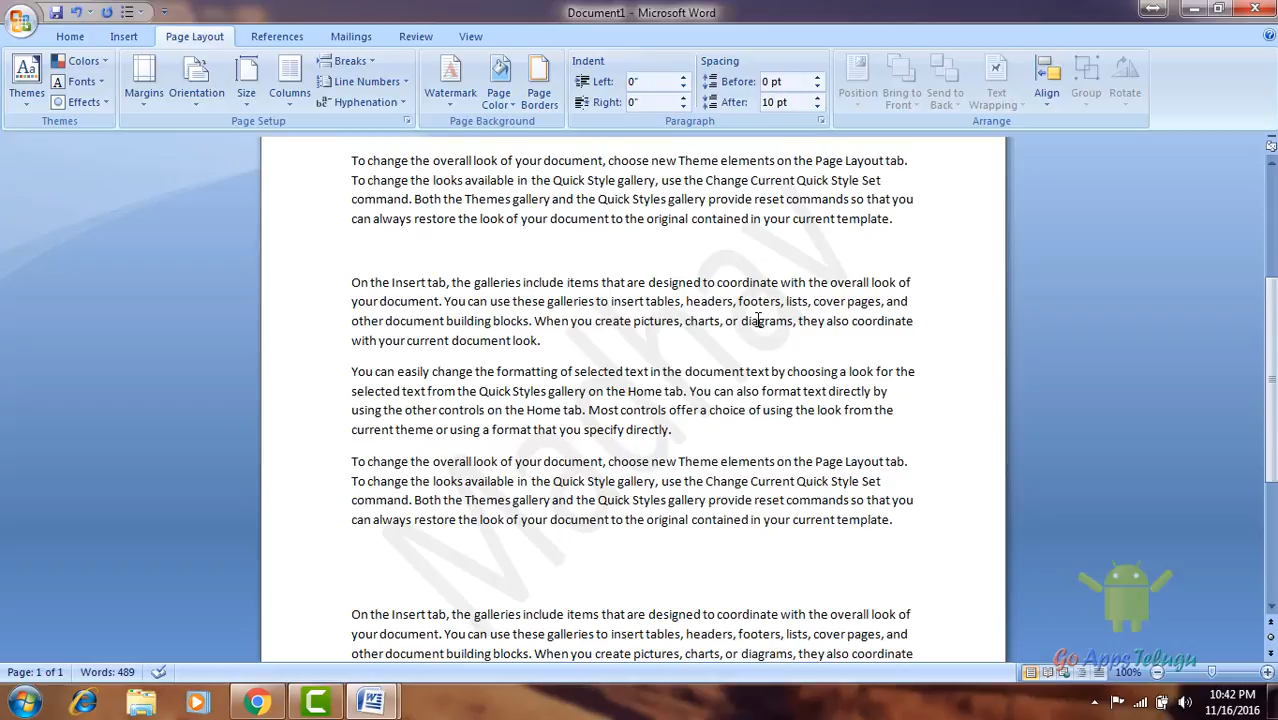 Document1 - Microsoft Word
Home Insert Page Layout References Mailings Review View
Themes
Colors
Fonts
Effects
Themes
Margins
Orientation
Size
Columns
Breaks
Line Numbers
Hyphenation
Page Setup
Watermark
Page Color
Page Borders
Page Background
Indent
Left: 0"
Right: 0"
Spacing
Before: 0 pt
After: 10 pt
Paragraph
Position
Bring to Front
Send to Back
Text Wrapping
Align
Group
Rotate
Arrange
To change the overall look of your document, choose new Theme elements on the Page Layout tab.
To change the looks available in the Quick Style gallery, use the Change Current Quick Style Set
command. Both the Themes gallery and the Quick Styles gallery provide reset commands so that you
can always restore the look of your document to the original contained in your current template.
On the Insert tab, the galleries include items that are designed to coordinate with the overall look of
your document. You can use these galleries to insert tables, headers, footers, lists, cover pages, and
other document building blocks. When you create pictures, charts, or diagrams, they also coordinate
with your current document look.
You can easily change the formatting of selected text in the document text by choosing a look for the
selected text from the Quick Styles gallery on the Home tab. You can also format text directly by
using the other controls on the Home tab. Most controls offer a choice of using the look from the
current theme or using a format that you specify directly.
To change the overall look of your document, choose new Theme elements on the Page Layout tab.
To change the looks available in the Quick Style gallery, use the Change Current Quick Style Set
command. Both the Themes gallery and the Quick Styles gallery provide reset commands so that you
can always restore the look of your document to the original contained in your current template.
On the Insert tab, the galleries include items that are designed to coordinate with the overall look of
your document. You can use these galleries to insert tables, headers, footers, lists, cover pages, and
other document building blocks. When you create pictures, charts, or diagrams, they also coordinate
Madhav
Go Apps Telugu
Page: 1 of 1 Words: 489
100%
10:42 PM
11/16/2016